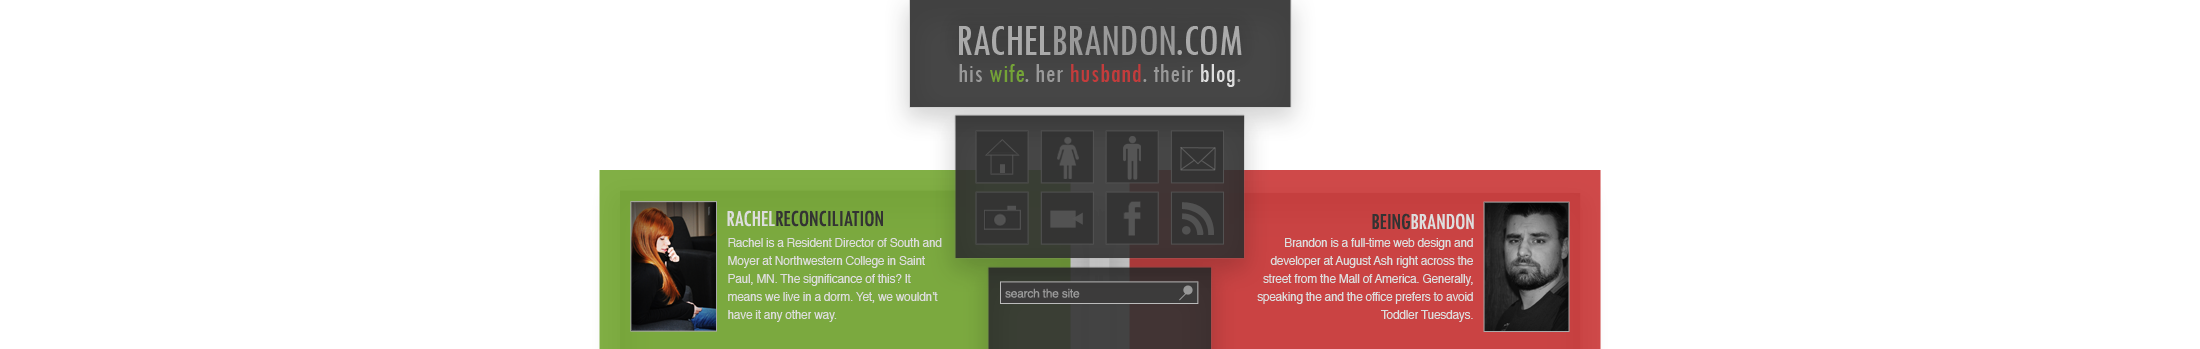 RACHELBRANDON.COM
his wife. her husband. their blog.
RACHELRECONCILIATION
Rachel is a Resident Director of South and
Moyer at Northwestern College in Saint
Paul, MN. The significance of this? It
means we live in a dorm. Yet, we wouldn't
have it any other way.
search the site
BEINGBRANDON
Brandon is a full-time web design and
developer at August Ash right across the
street from the Mall of America. Generally,
speaking the and the office prefers to avoid
Toddler Tuesdays.